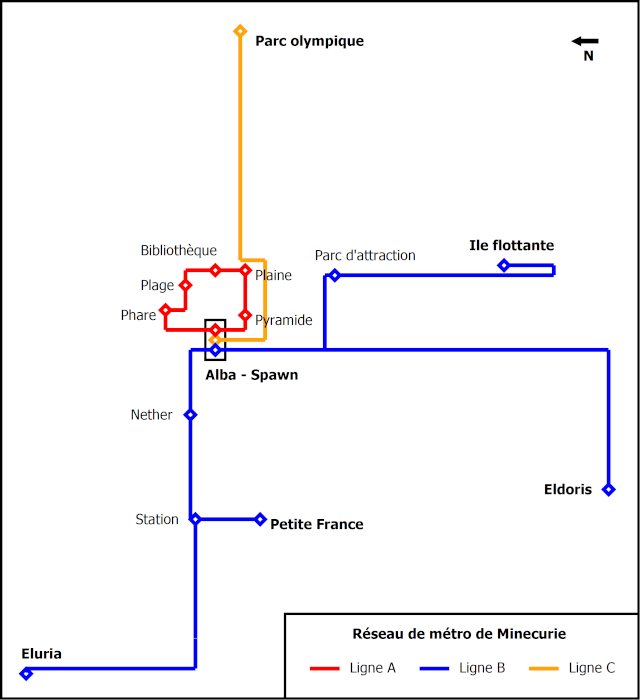 Parc olympique
N
Bibliothèque
Parc d'attraction
Ile flottante
Plaine
Plage
Phare
Pyramide
Alba - Spawn
Nether
Eldoris
Station
Petite France
Eluria
Réseau de métro de Minecurie
Ligne A
Ligne B
Ligne C